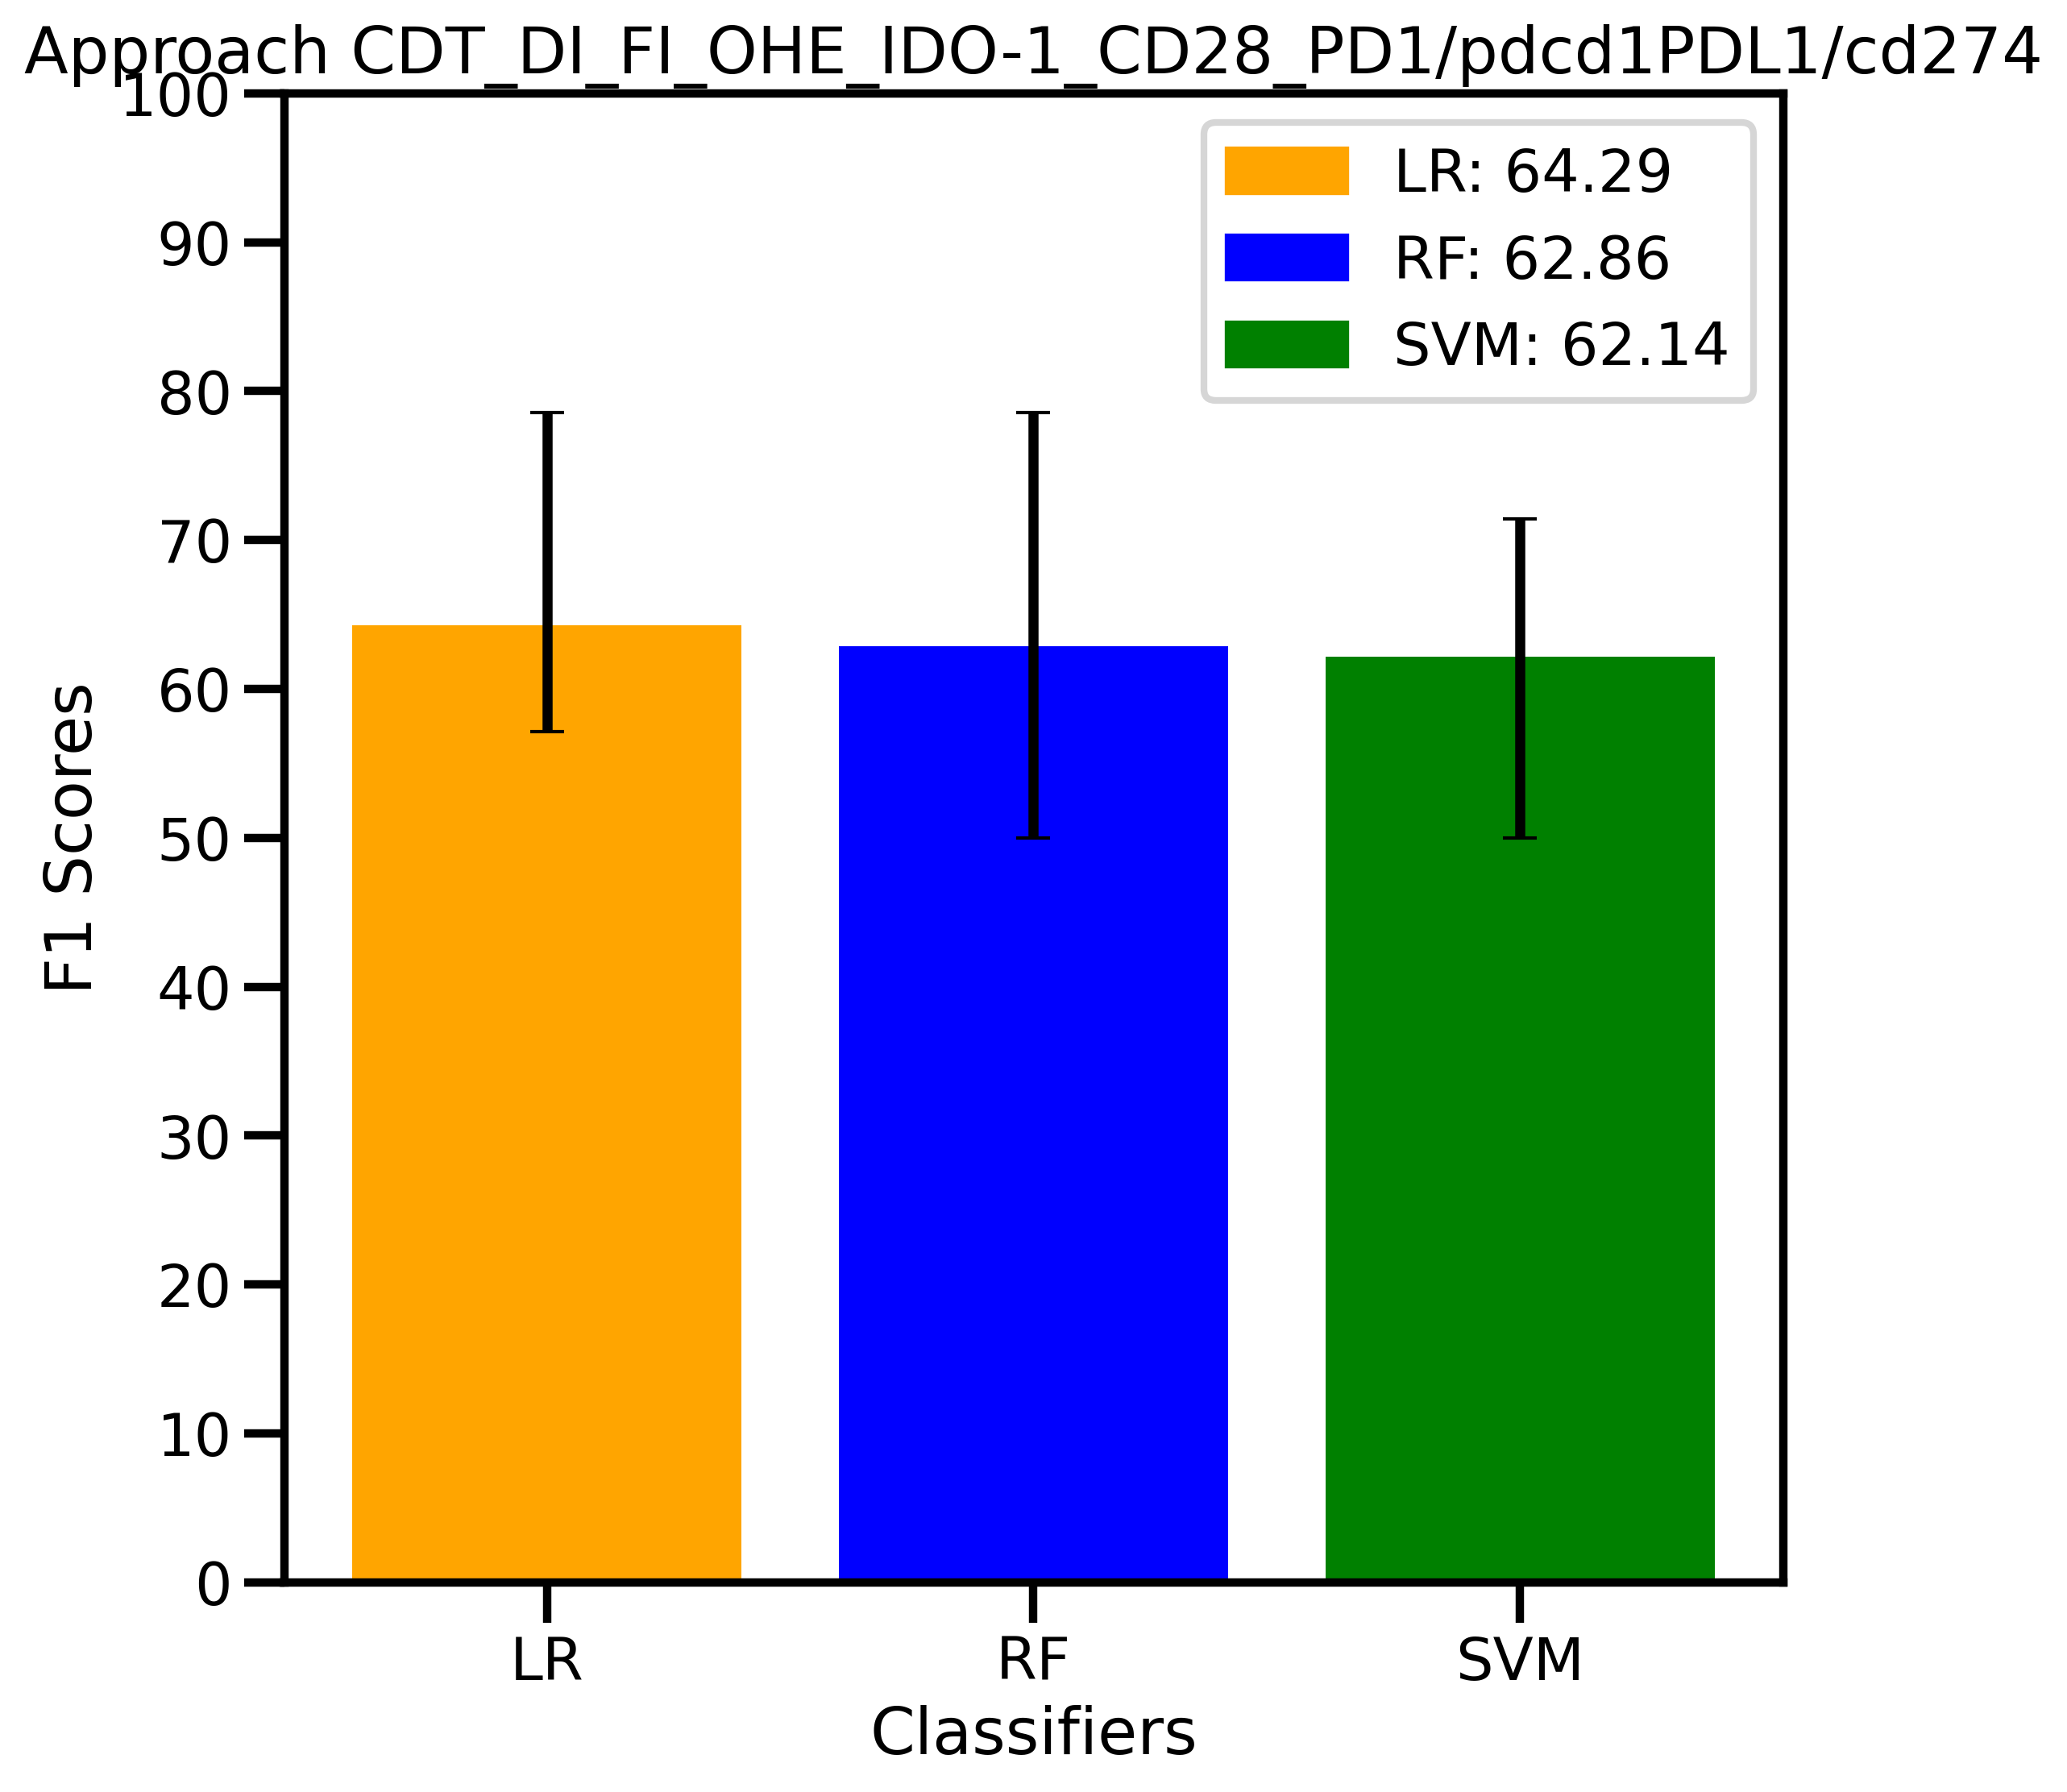 Approach CDT_DI_FI_OHE_IDO-1_CD28_PD1/pdcd1PDL1/cd274
LR: 64.29
RF: 62.86
SVM: 62.14
F1 Scores
100
90
80
70
60
50
40
30
20
10
0
LR
RF
SVM
Classifiers